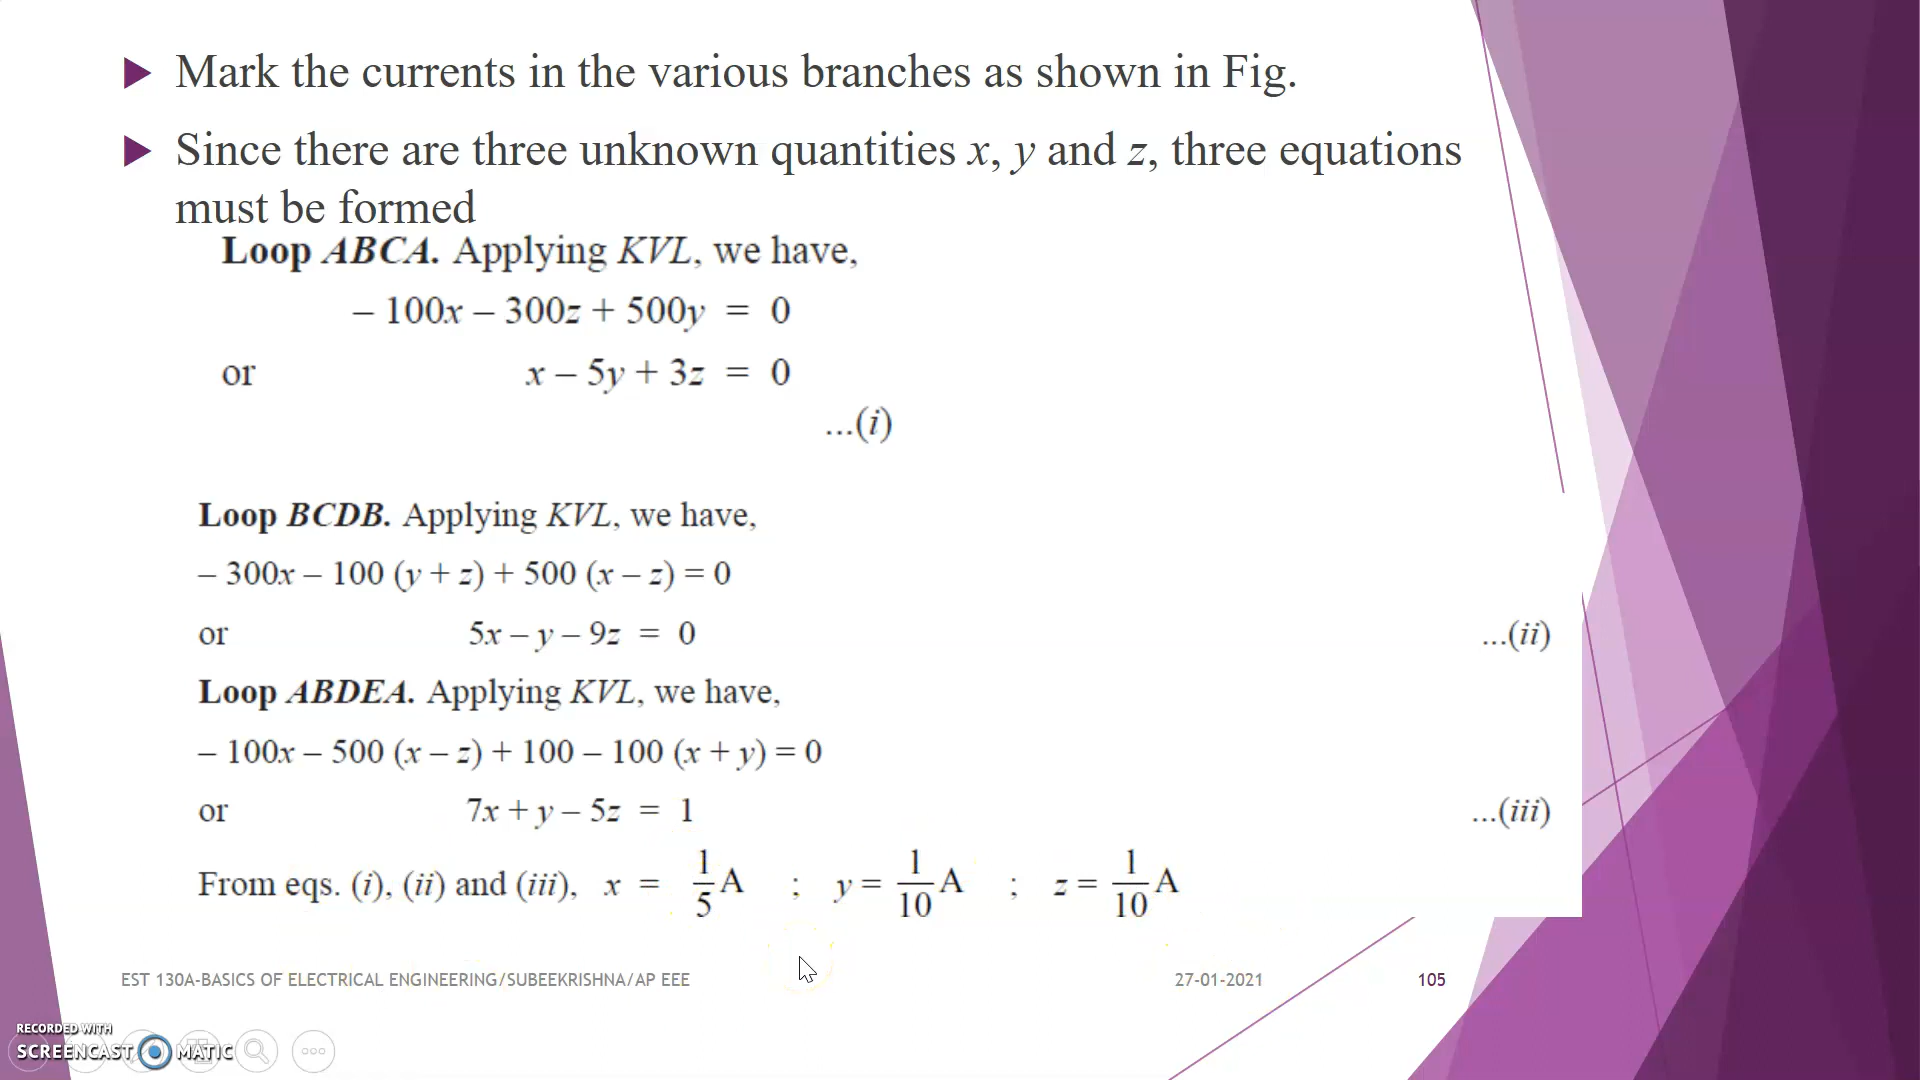 Mark the currents in the various branches as shown in Fig.
Since there are three unknown quantities x, y and z, three equations
must be formed
Loop ABCA. Applying KVL, we have,
– 100x – 300z + 500y = 0
or x – 5y + 3z = 0
...(i)
Loop BCDB. Applying KVL, we have,
– 300x – 100 (y + z) + 500 (x – z) = 0
or 5x – y – 9z = 0 ...(ii)
Loop ABDEA. Applying KVL, we have,
– 100x – 500 (x – z) + 100 – 100 (x + y) = 0
or 7x + y – 5z = 1 ...(iii)
From eqs. (i), (ii) and (iii), x = 1/5 A ; y = 1/10 A ; z = 1/10 A
EST 130A-BASICS OF ELECTRICAL ENGINEERING/SUBEEKRISHNA/AP EEE 27-01-2021 105
RECORDED WITH
SCREENCAST MATIC